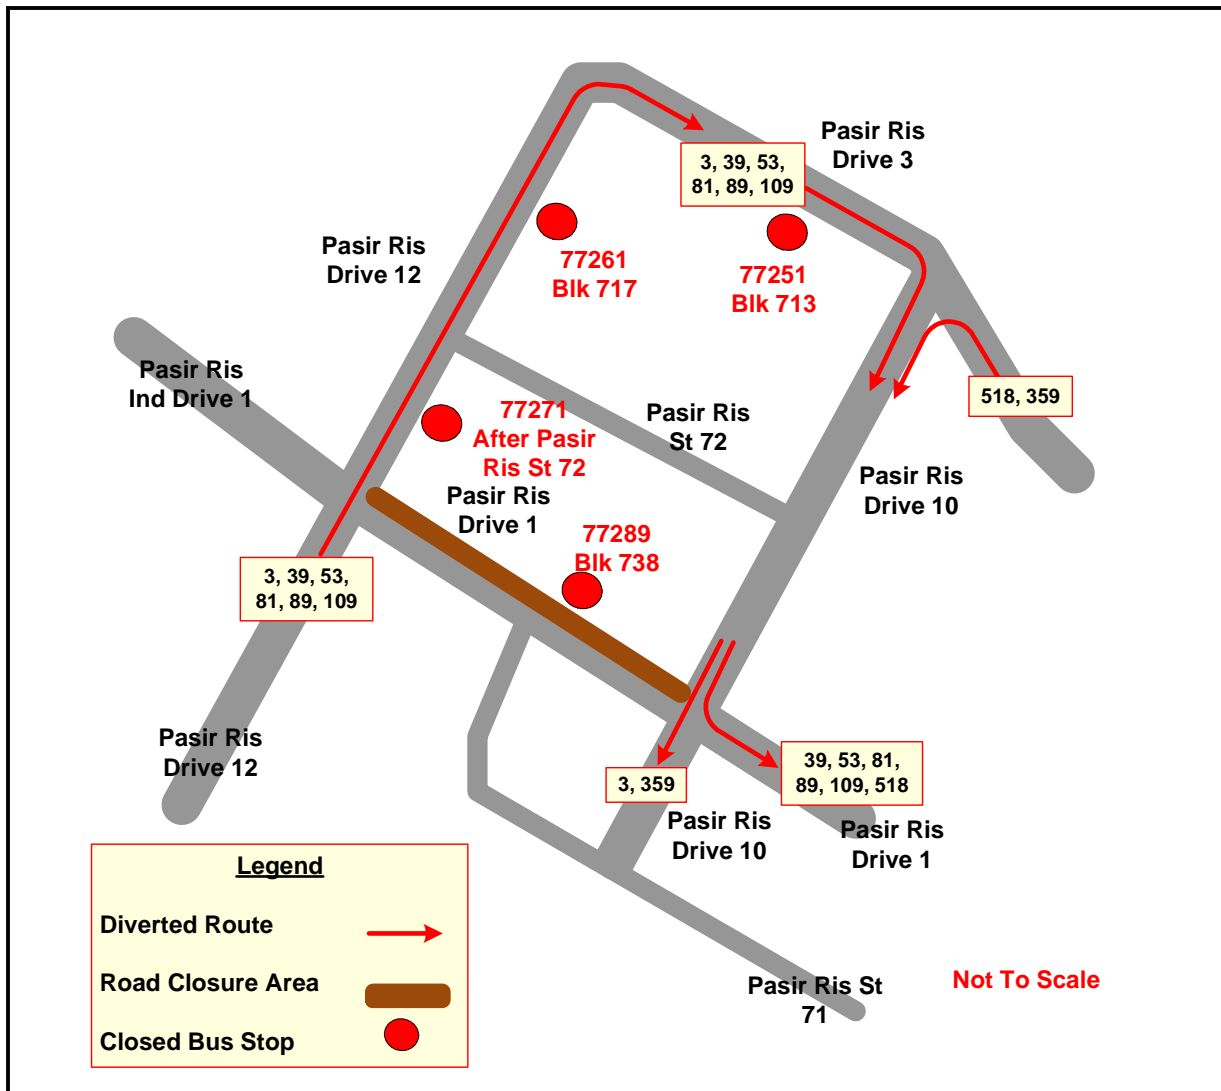 Pasir Ris
Drive 3
3, 39, 53,
81, 89, 109
Pasir Ris
Drive 12
77261
Blk 717
77251
Blk 713
Pasir Ris
Ind Drive 1
518, 359
77271
After Pasir
Ris St 72
Pasir Ris
St 72
Pasir Ris
Drive 10
Pasir Ris
Drive 1
77289
Blk 738
3, 39, 53,
81, 89, 109
Pasir Ris
Drive 12
3, 359
39, 53, 81,
89, 109, 518
Pasir Ris
Drive 10
Pasir Ris
Drive 1
Legend
Diverted Route
Road Closure Area
Closed Bus Stop
Pasir Ris St
71
Not To Scale